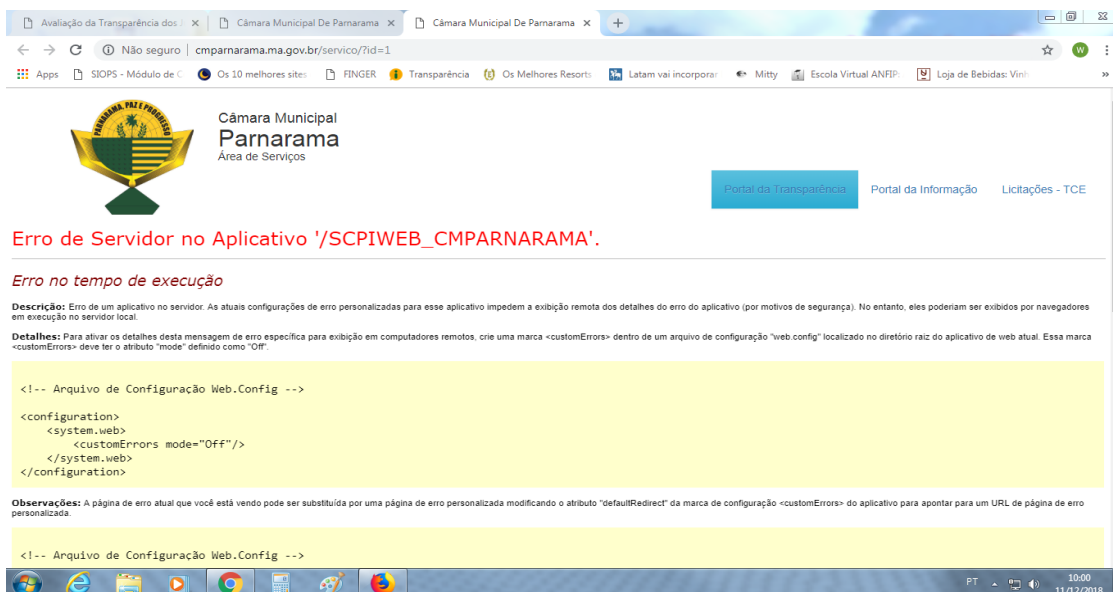 Avaliação da Transparência dos
Câmara Municipal De Parnarama
Câmara Municipal De Parnarama
Não seguro | cmparnarama.ma.gov.br/servico/?id=1
W
Apps SIOPS - Módulo de C Os 10 melhores sites FINGER Transparência Os Melhores Resorts Latam vai incorporar Mitty Escola Virtual ANFIP: Loja de Bebidas: Vinh »
PARNARAMA, PAZ E PROGRESSO
Câmara Municipal
Parnarama
Área de Serviços
Portal da Transparência Portal da Informação Licitações - TCE
Erro de Servidor no Aplicativo '/SCPIWEB_CMPARNARAMA'.
Erro no tempo de execução
Descrição: Erro de um aplicativo no servidor. As atuais configurações de erro personalizadas para esse aplicativo impedem a exibição remota dos detalhes do erro do aplicativo (por motivos de segurança). No entanto, eles poderiam ser exibidos por navegadores
em execução no servidor local.
Detalhes: Para ativar os detalhes desta mensagem de erro específica para exibição em computadores remotos, crie uma marca <customErrors> dentro de um arquivo de configuração "web.config" localizado no diretório raiz do aplicativo de web atual. Essa marca
<customErrors> deve ter o atributo "mode" definido como "Off".
<!-- Arquivo de Configuração Web.Config -->
<configuration>
    <system.web>
        <customErrors mode="Off"/>
    </system.web>
</configuration>
Observações: A página de erro atual que você está vendo pode ser substituída por uma página de erro personalizada modificando o atributo "defaultRedirect" da marca de configuração <customErrors> do aplicativo para apontar para um URL de página de erro
personalizada.
<!-- Arquivo de Configuração Web.Config -->
PT 10:00
11/12/2018